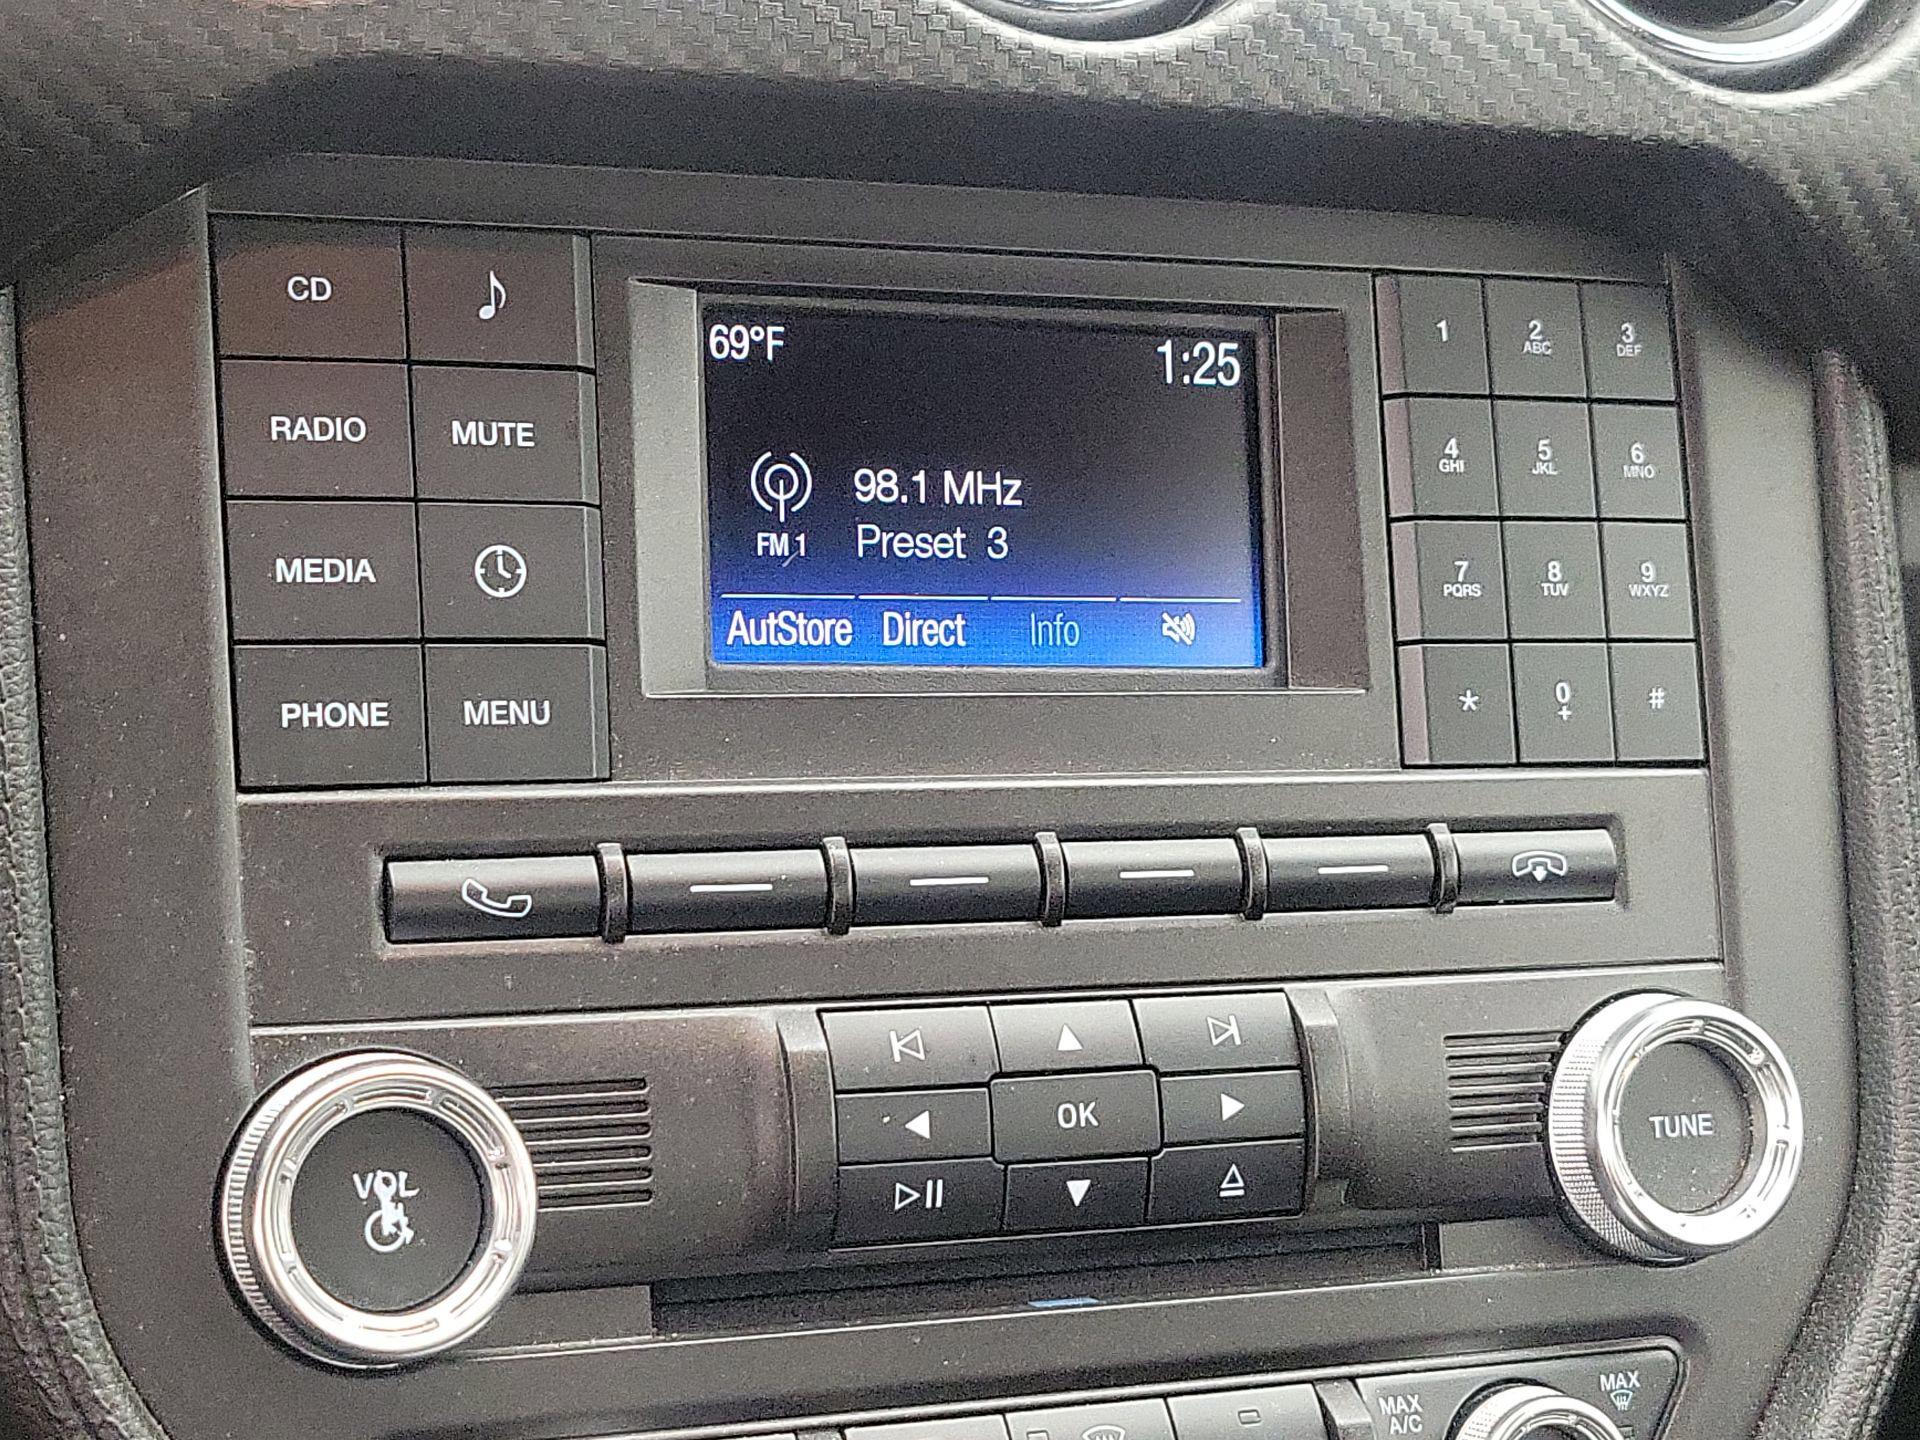 CD
RADIO
MUTE
MEDIA
PHONE
MENU
69°F
1:25
98.1 MHz
FM 1
Preset 3
AutStore Direct Info
1
2 ABC
3 DEF
4 GHI
5 JKL
6 MNO
7 PQRS
8 TUV
9 WXYZ
*
0 +
#
OK
VOL
TUNE
MAX A/C
MAX